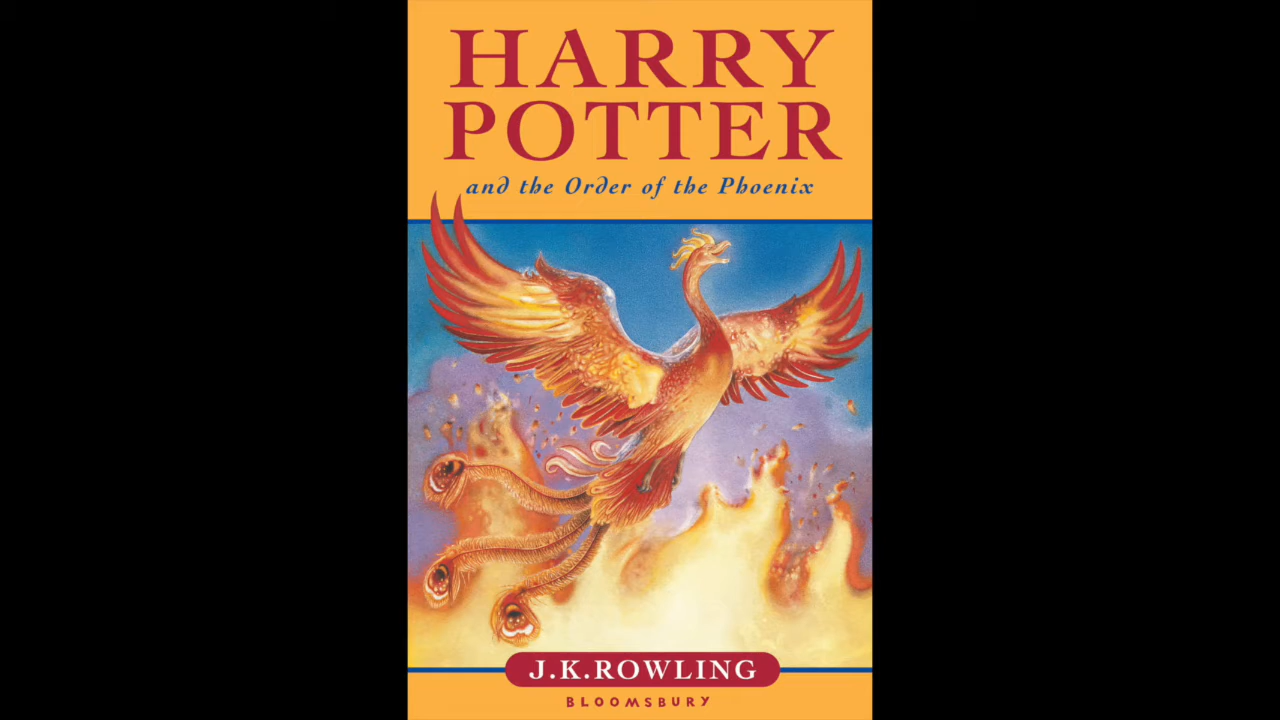 HARRY
POTTER
and the Order of the Phoenix
J.K.ROWLING
BLOOMSBURY